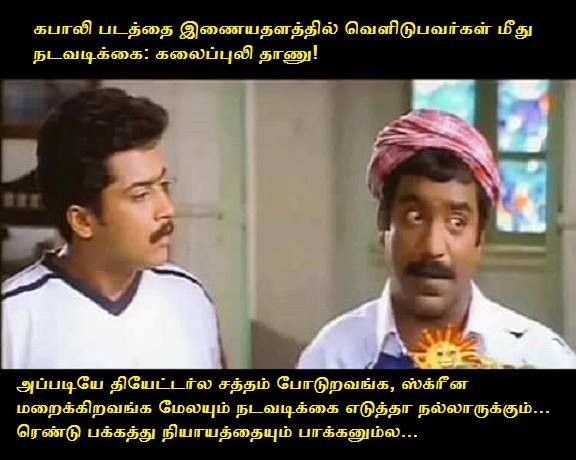 கபாலி படத்தை இணையதளத்தில் வெளிடுபவர்கள் மீது
நடவடிக்கை: கலைப்புலி தாணு!
அப்படியே தியேட்டர்ல சத்தம் போடுறவங்க, ஸ்க்ரீன
மறைக்கிறவங்க மேலயும் நடவடிக்கை எடுத்தா நல்லாருக்கும்...
ரெண்டு பக்கத்து நியாயத்தையும் பாக்கனும்ல...